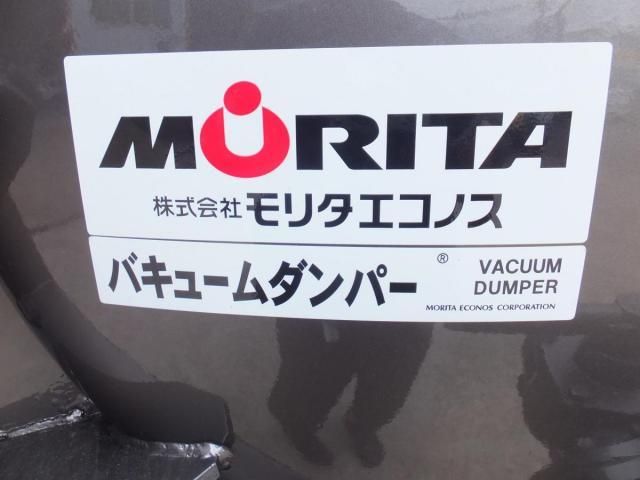 MORITA
株式会社モリタエコノス
バキュームダンパー® VACUUM
DUMPER
MORITA ECONOS CORPORATION